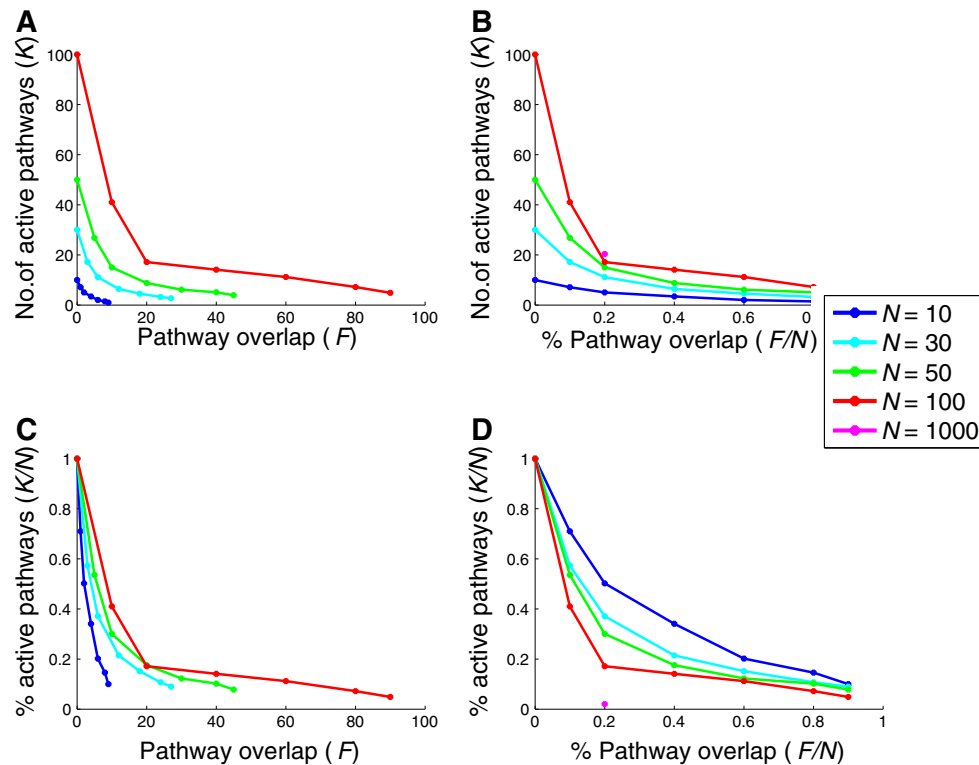 A
No.of active pathways (K)
100
80
60
40
20
0
0 20 40 60 80 100
Pathway overlap ( F)
B
No.of active pathways (K)
100
80
60
40
20
0
0 0.2 0.4 0.6
% Pathway overlap ( F/N)
N = 10
N = 30
N = 50
N = 100
N = 1000
C
% active pathways (K/N)
1
0.8
0.6
0.4
0.2
0
0 20 40 60 80 100
Pathway overlap ( F)
D
% active pathways (K/N)
1
0.8
0.6
0.4
0.2
0
0 0.2 0.4 0.6 0.8 1
% Pathway overlap ( F/N)